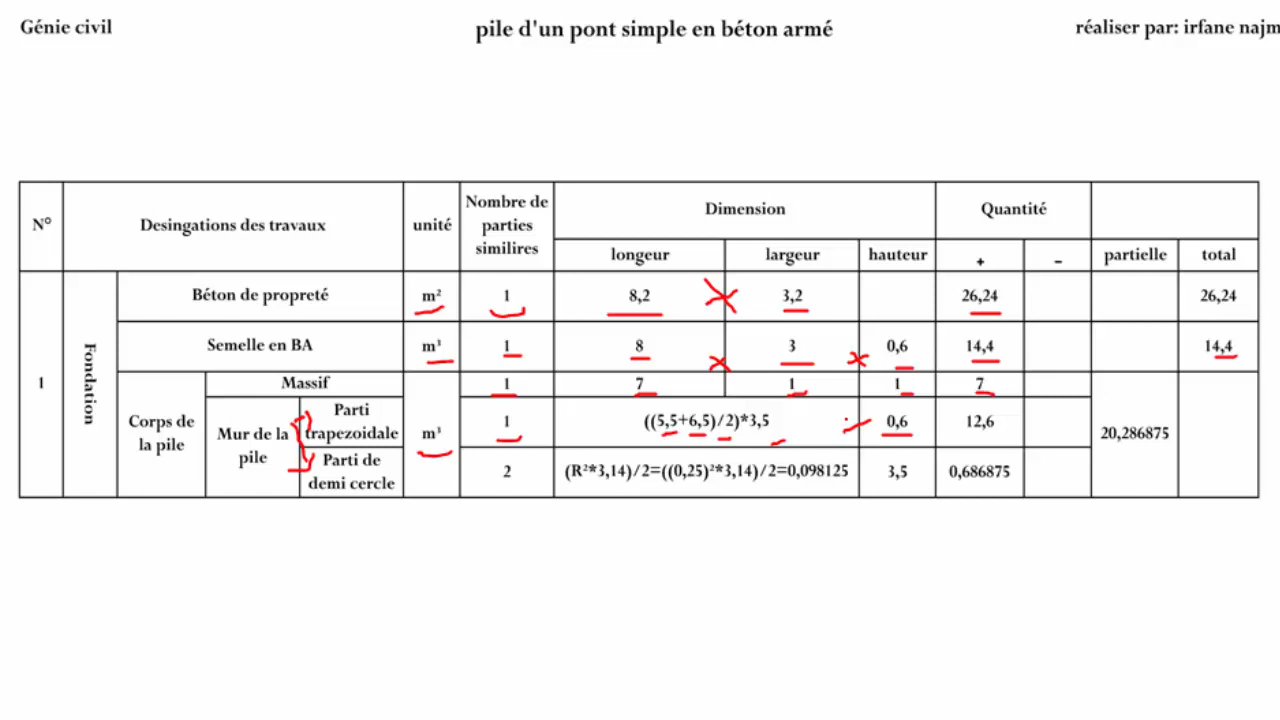 Génie civil
pile d'un pont simple en béton armé
réaliser par: irfane najm
N°
Desingations des travaux
unité
Nombre de
parties
similires
Dimension
Quantité
longeur
largeur
hauteur
+
-
partielle
total
1
Fondation
Béton de propreté
m²
1
8,2
3,2
26,24
26,24
Semelle en BA
m³
1
8
3
0,6
14,4
14,4
Corps de
la pile
Massif
m³
1
7
1
1
7
20,286875
Mur de la
pile
Parti
trapezoidale
1
((5,5+6,5)/2)*3,5
0,6
12,6
Parti de
demi cercle
2
(R²*3,14)/2=((0,25)²*3,14)/2=0,098125
3,5
0,686875